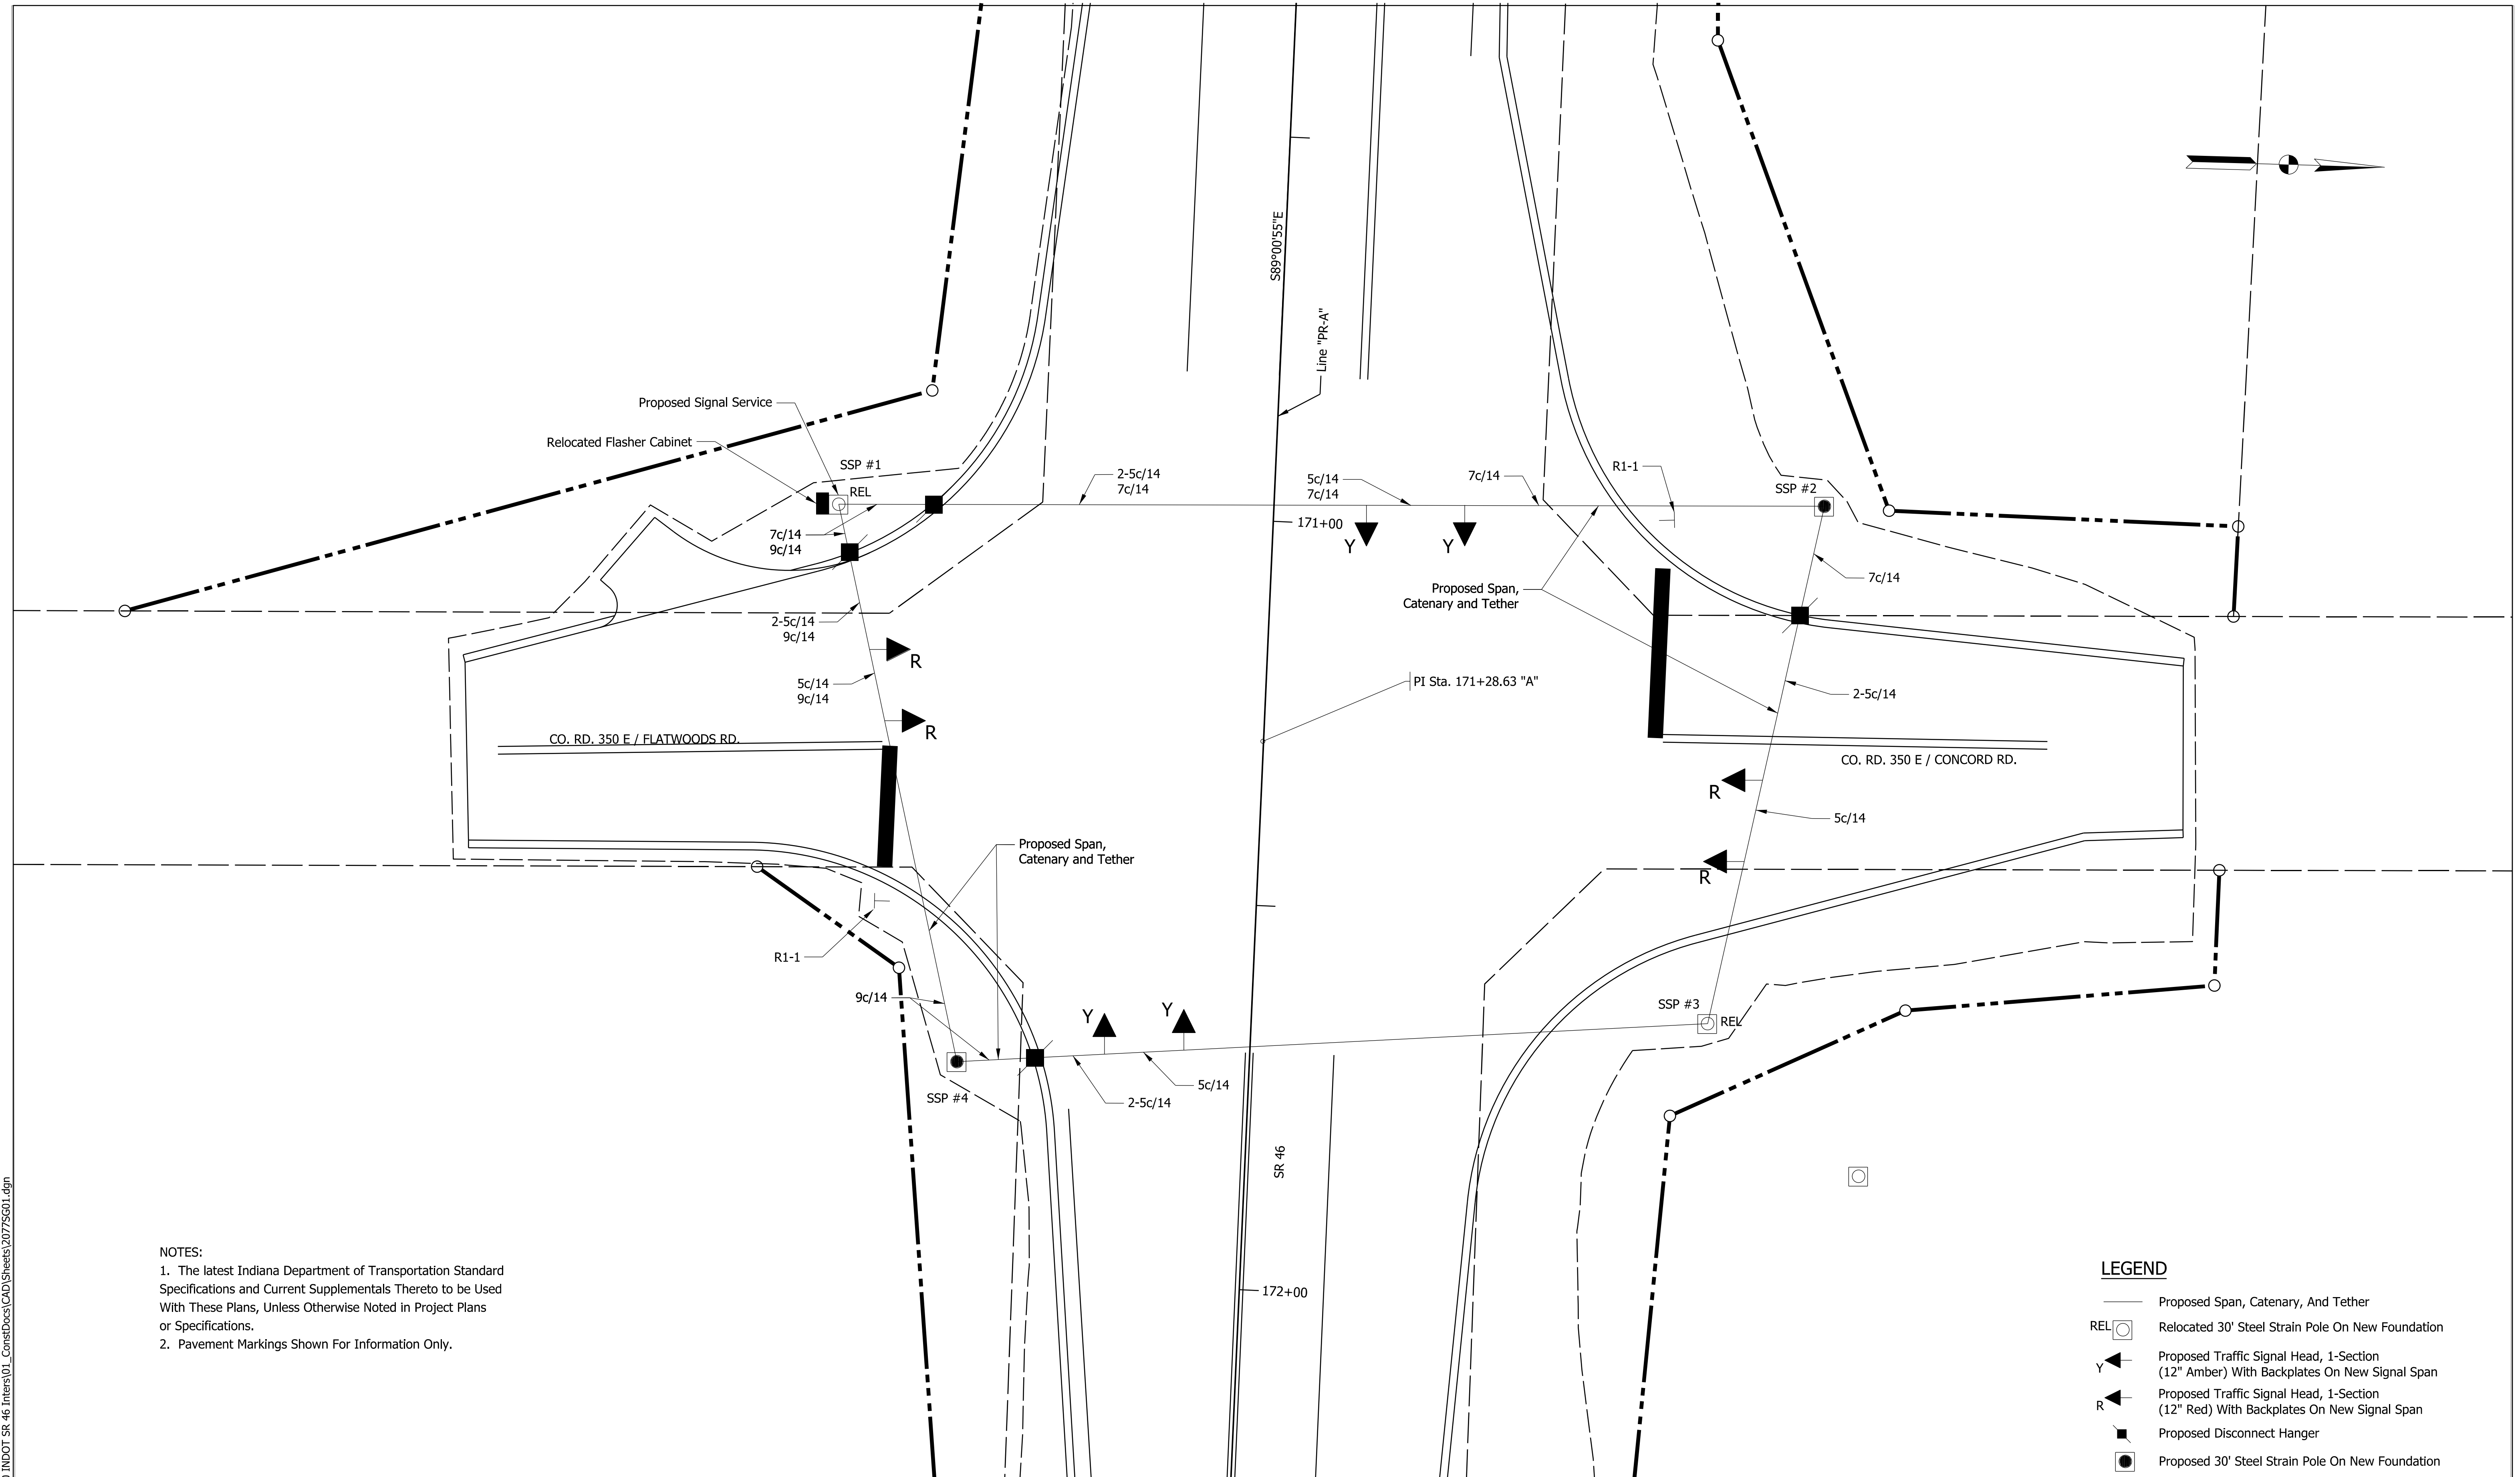 S89°00'55"E
Line "PR-A"
Proposed Signal Service
Relocated Flasher Cabinet
SSP #1
REL
2-5c/14
7c/14
5c/14
7c/14
7c/14
R1-1
SSP #2
171+00
7c/14
9c/14
Y
Y
7c/14
Proposed Span,
Catenary and Tether
2-5c/14
9c/14
R
5c/14
9c/14
PI Sta. 171+28.63 "A"
2-5c/14
R
CO. RD. 350 E / FLATWOODS RD.
CO. RD. 350 E / CONCORD RD.
R
5c/14
Proposed Span,
Catenary and Tether
R
R1-1
9c/14
Y
Y
SSP #3
REL
5c/14
2-5c/14
SSP #4
SR 46
172+00
NOTES:
1. The latest Indiana Department of Transportation Standard
Specifications and Current Supplementals Thereto to be Used
With These Plans, Unless Otherwise Noted in Project Plans
or Specifications.
2. Pavement Markings Shown For Information Only.
LEGEND
Proposed Span, Catenary, And Tether
REL Relocated 30' Steel Strain Pole On New Foundation
Proposed Traffic Signal Head, 1-Section
Y (12" Amber) With Backplates On New Signal Span
Proposed Traffic Signal Head, 1-Section
R (12" Red) With Backplates On New Signal Span
Proposed Disconnect Hanger
Proposed 30' Steel Strain Pole On New Foundation
INDOT SR 46 Inters\01_ConstDocs\CAD\Sheets\2077SG01.dgn